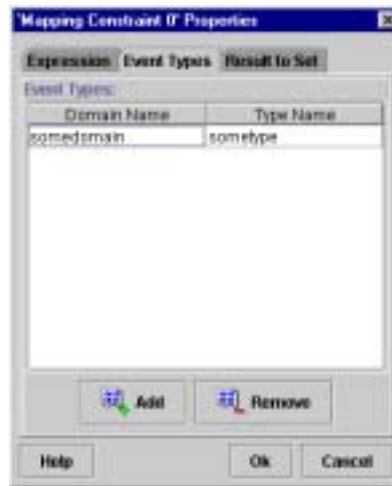 'Mapping Constraint 0' Properties
Expression Event Types Result to Set
Event Types:
Domain Name Type Name
somedomain sometype
Add Remove
Help Ok Cancel